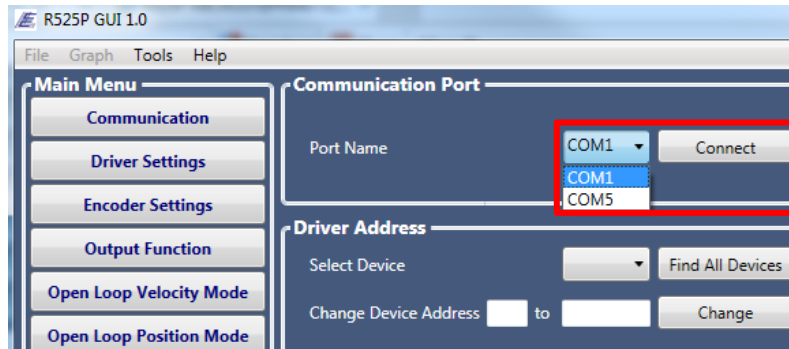 R525P GUI 1.0
File Graph Tools Help
Main Menu
Communication
Driver Settings
Encoder Settings
Output Function
Open Loop Velocity Mode
Open Loop Position Mode
Communication Port
Port Name COM1 Connect
COM1
COM5
Driver Address
Select Device Find All Devices
Change Device Address to Change